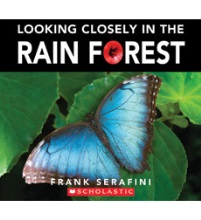 LOOKING CLOSELY IN THE
RAIN FOREST
FRANK SERAFINI
SCHOLASTIC